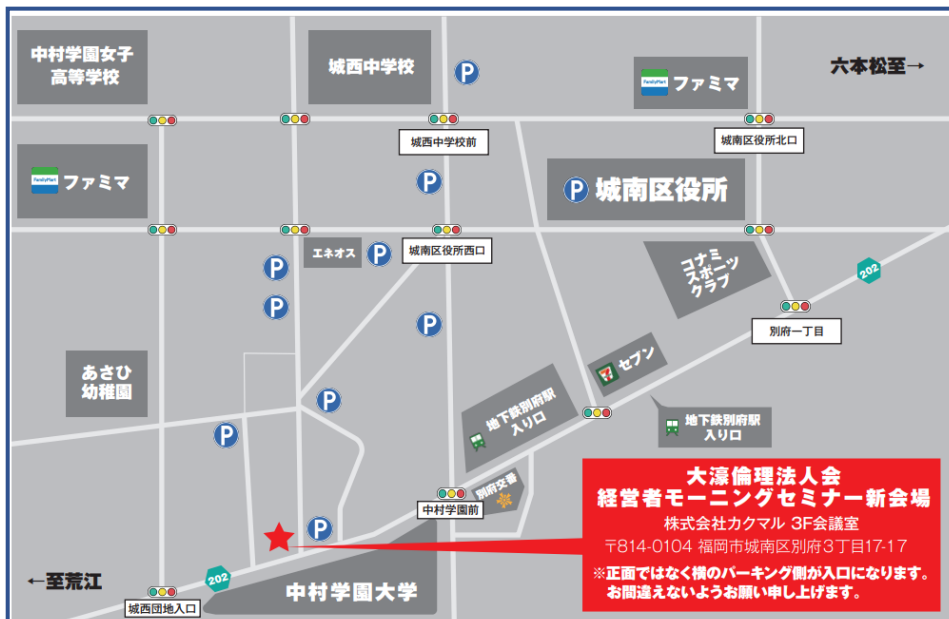 中村学園女子
高等学校
城西中学校
P
FamilyMart
ファミマ
六本松至→
城西中学校前
城南区役所北口
FamilyMart
ファミマ
P
P
城南区役所
エネオス
P
城南区役所西口
コナミ
スポーツ
クラブ
202
P
P
P
別府一丁目
あさひ
幼稚園
7
セブン
P
地下鉄別府駅
入り口
地下鉄別府駅
入り口
P
別府交番
中村学園前
P
大濠倫理法人会
経営者モーニングセミナー新会場
株式会社カクマル 3F会議室
〒814-0104 福岡市城南区別府3丁目17-17
※正面ではなく横のパーキング側が入口になります。
お間違えないようお願い申し上げます。
←至荒江
202
城西団地入口
中村学園大学